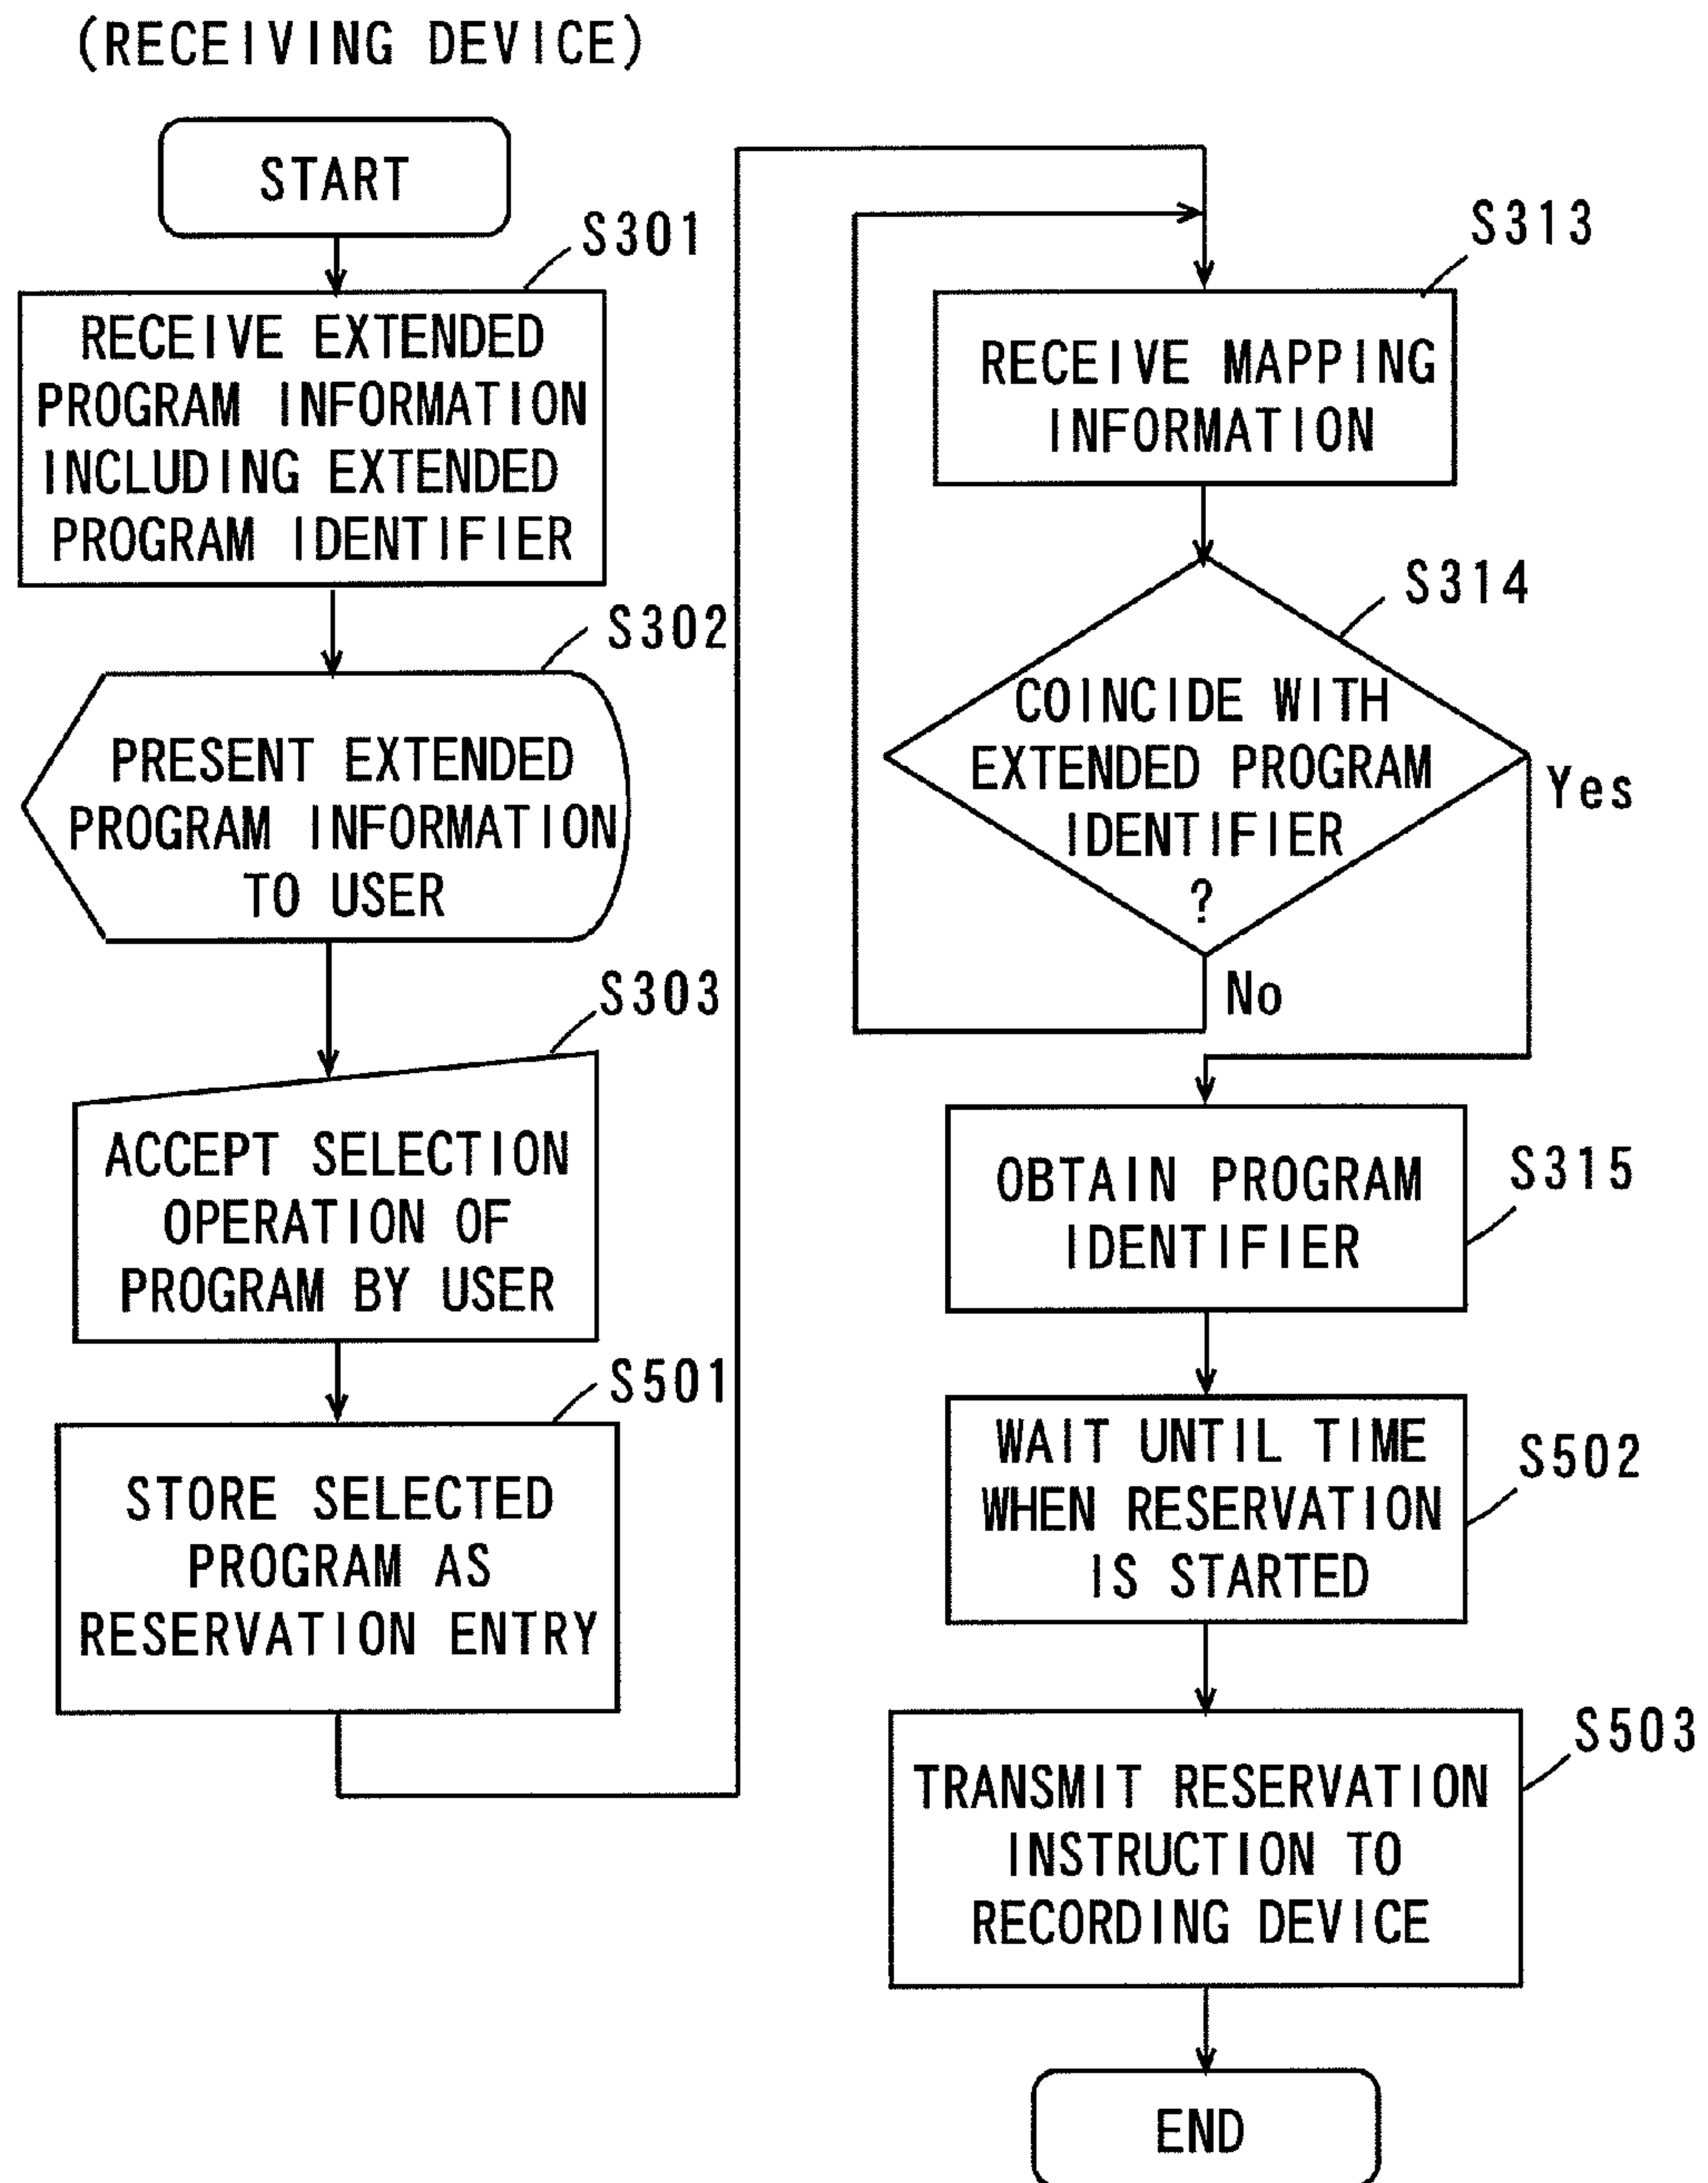 (RECEIVING DEVICE)
START
S301
RECEIVE EXTENDED
PROGRAM INFORMATION
INCLUDING EXTENDED
PROGRAM IDENTIFIER
S302
PRESENT EXTENDED
PROGRAM INFORMATION
TO USER
S303
ACCEPT SELECTION
OPERATION OF
PROGRAM BY USER
S501
STORE SELECTED
PROGRAM AS
RESERVATION ENTRY
S313
RECEIVE MAPPING
INFORMATION
S314
COINCIDE WITH
EXTENDED PROGRAM
IDENTIFIER
?
Yes
No
S315
OBTAIN PROGRAM
IDENTIFIER
S502
WAIT UNTIL TIME
WHEN RESERVATION
IS STARTED
S503
TRANSMIT RESERVATION
INSTRUCTION TO
RECORDING DEVICE
END